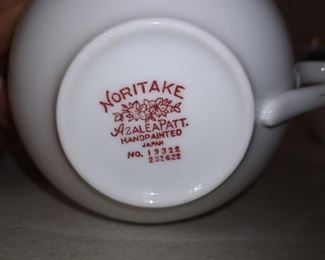 NORITAKE
AZALEA PATT.
HANDPAINTED
JAPAN
NO. 19322
252622